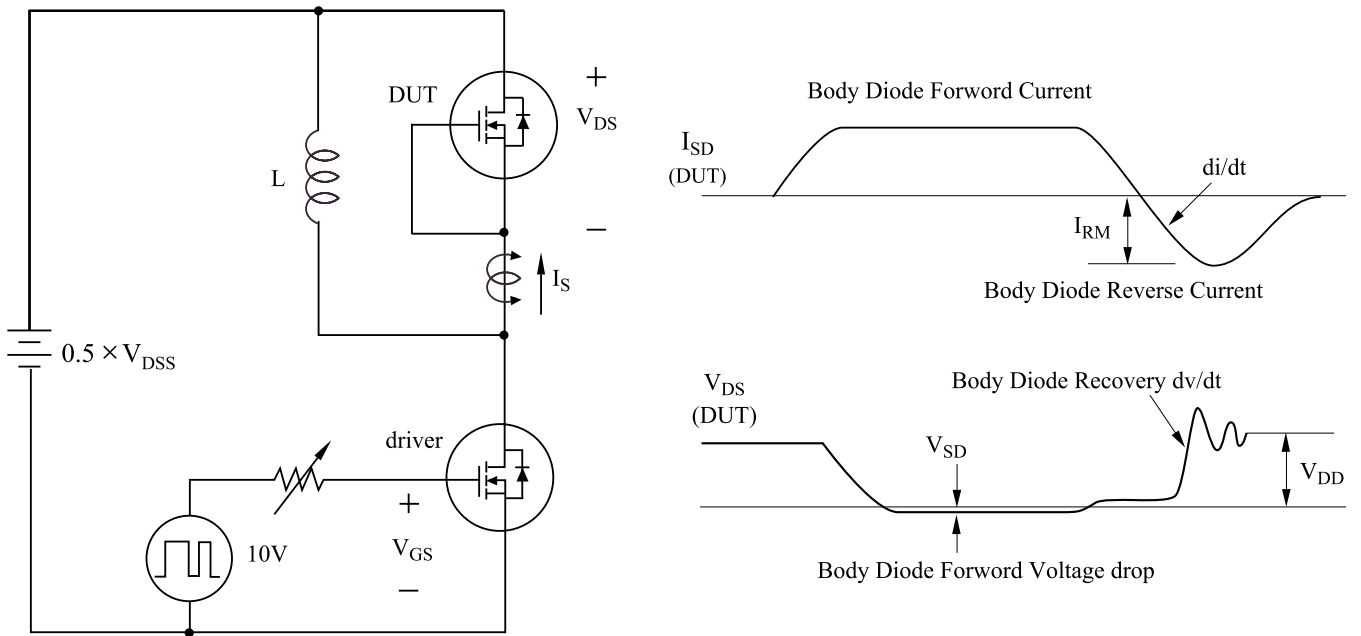 DUT
+
V_DS
−
L
I_S
0.5 × V_DSS
driver
10V
+
V_GS
−
Body Diode Forword Current
I_SD
(DUT)
di/dt
I_RM
Body Diode Reverse Current
V_DS
(DUT)
Body Diode Recovery dv/dt
V_SD
V_DD
Body Diode Forword Voltage drop